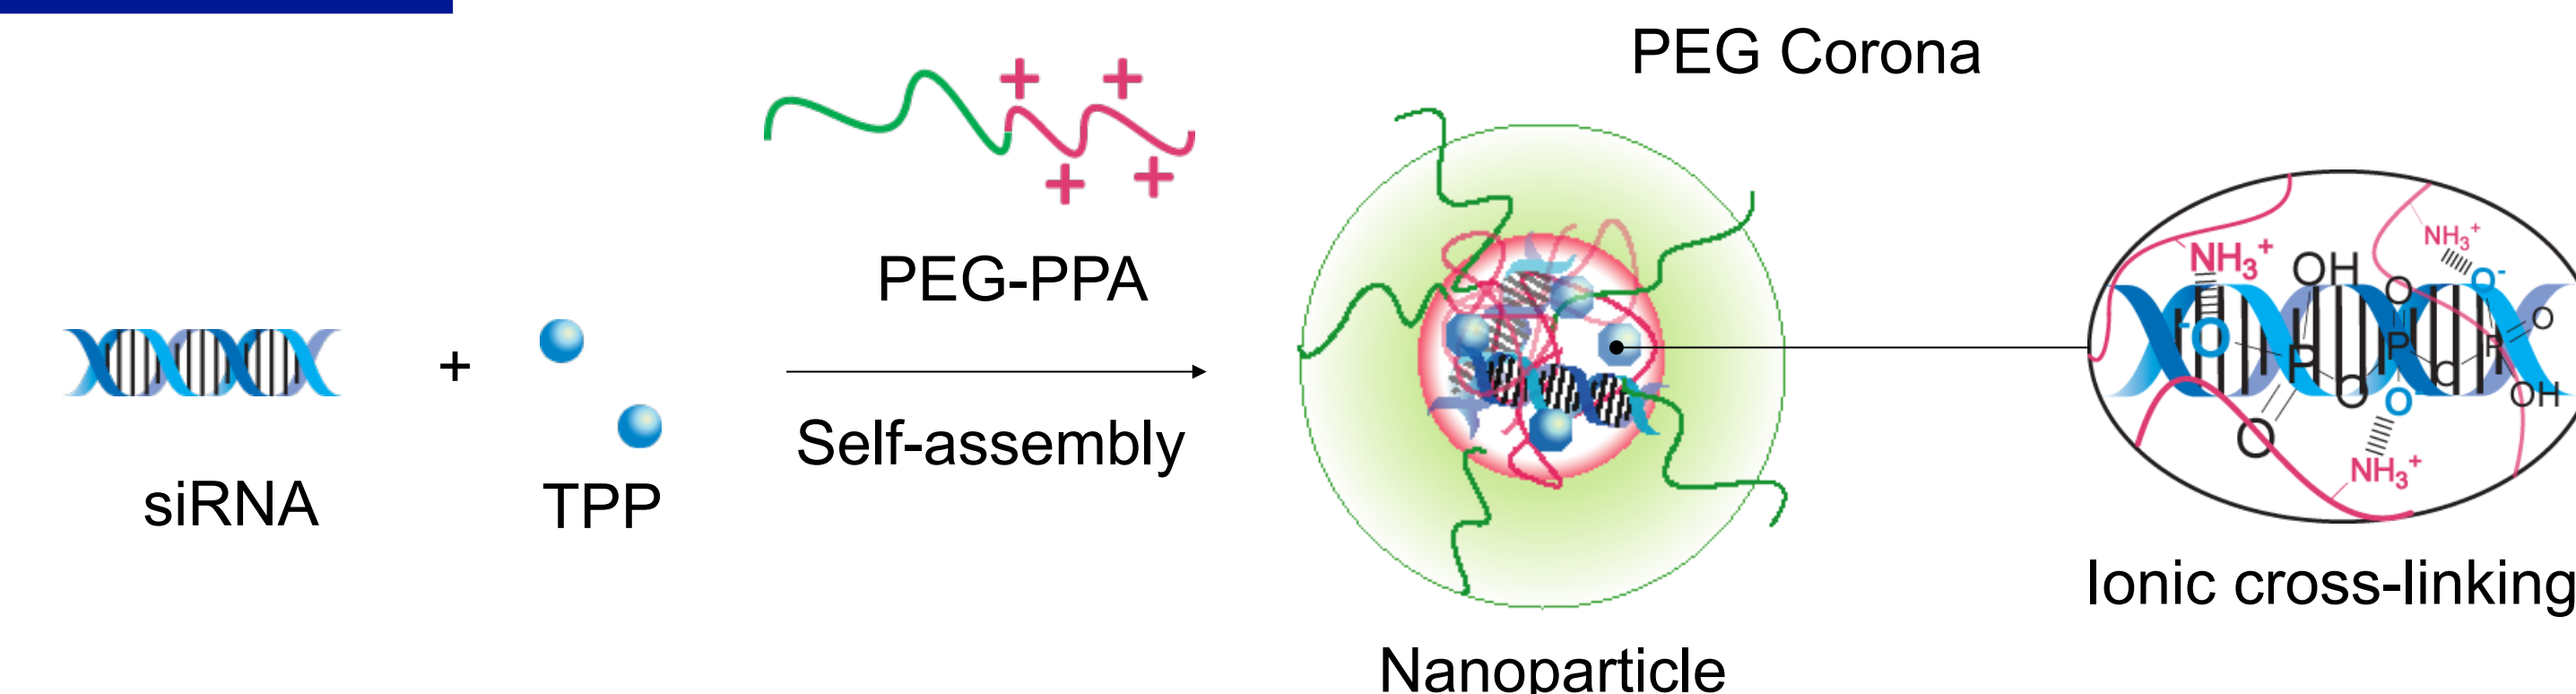 PEG Corona
+ +
+ +
PEG-PPA
+
Self-assembly
siRNA
TPP
Nanoparticle
NH₃⁺
OH
NH₃⁺
O
O⁻
⁻O
P
P
P
O
O
O
O⁻
OH
O
NH₃⁺
Ionic cross-linking